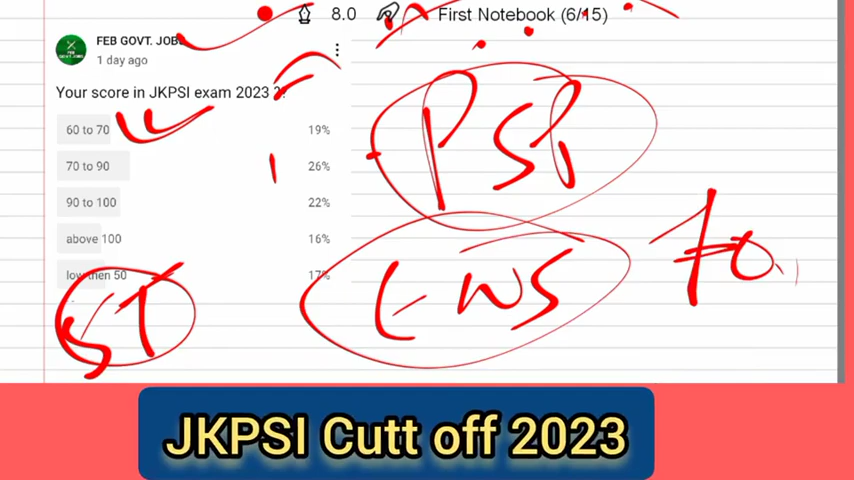 8.0 First Notebook (6/15)
FEB GOVT. JOBS
1 day ago
Your score in JKPSI exam 2023 ??
60 to 70 19%
70 to 90 26%
90 to 100 22%
above 100 16%
low then 50 17%
PSP
EWS
70
ST
JKPSI Cutt off 2023